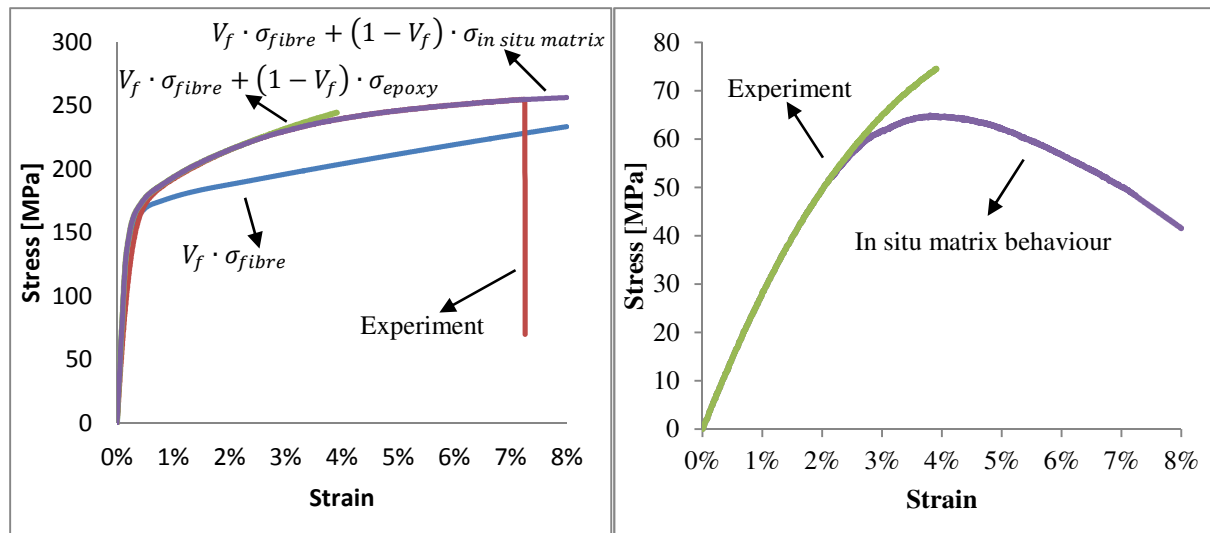 300
250
200
150
100
50
0
Stress [MPa]
0% 1% 2% 3% 4% 5% 6% 7% 8%
Strain
V_f · σ_fibre + (1 − V_f) · σ_in situ matrix
V_f · σ_fibre + (1 − V_f) · σ_epoxy
V_f · σ_fibre
Experiment
80
70
60
50
40
30
20
10
0
Stress [MPa]
0% 1% 2% 3% 4% 5% 6% 7% 8%
Strain
Experiment
In situ matrix behaviour